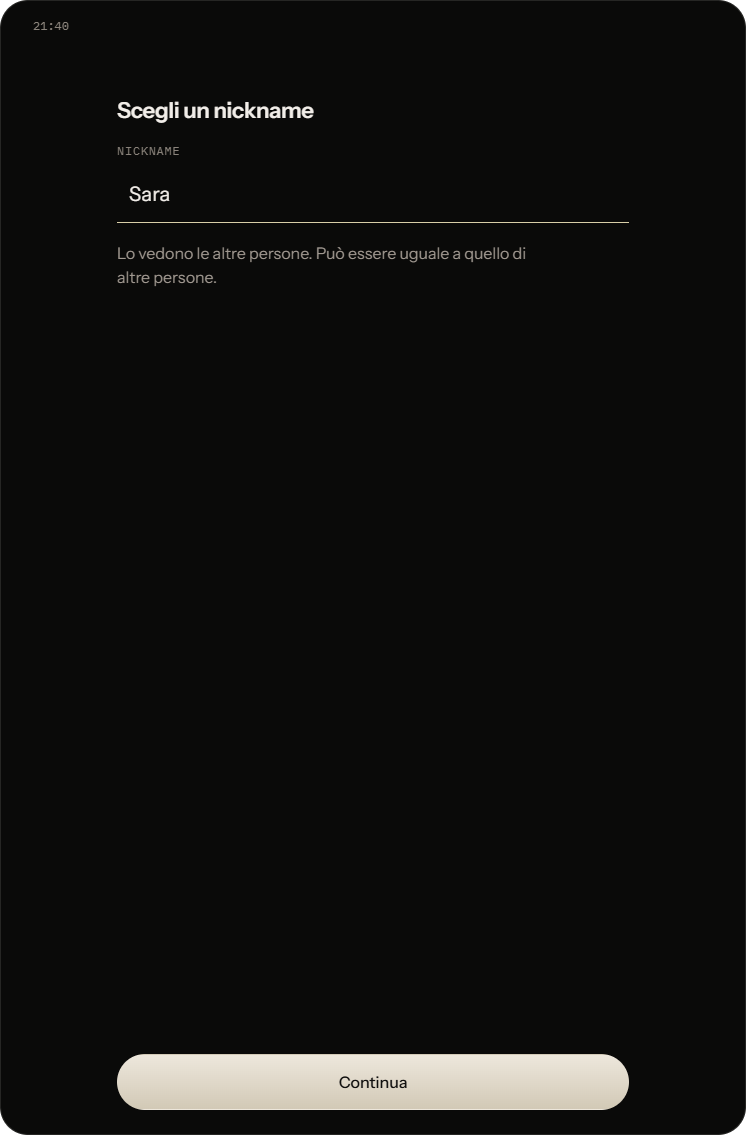 21:40
Scegli un nickname
NICKNAME
Sara
Lo vedono le altre persone. Può essere uguale a quello di
altre persone.
Continua